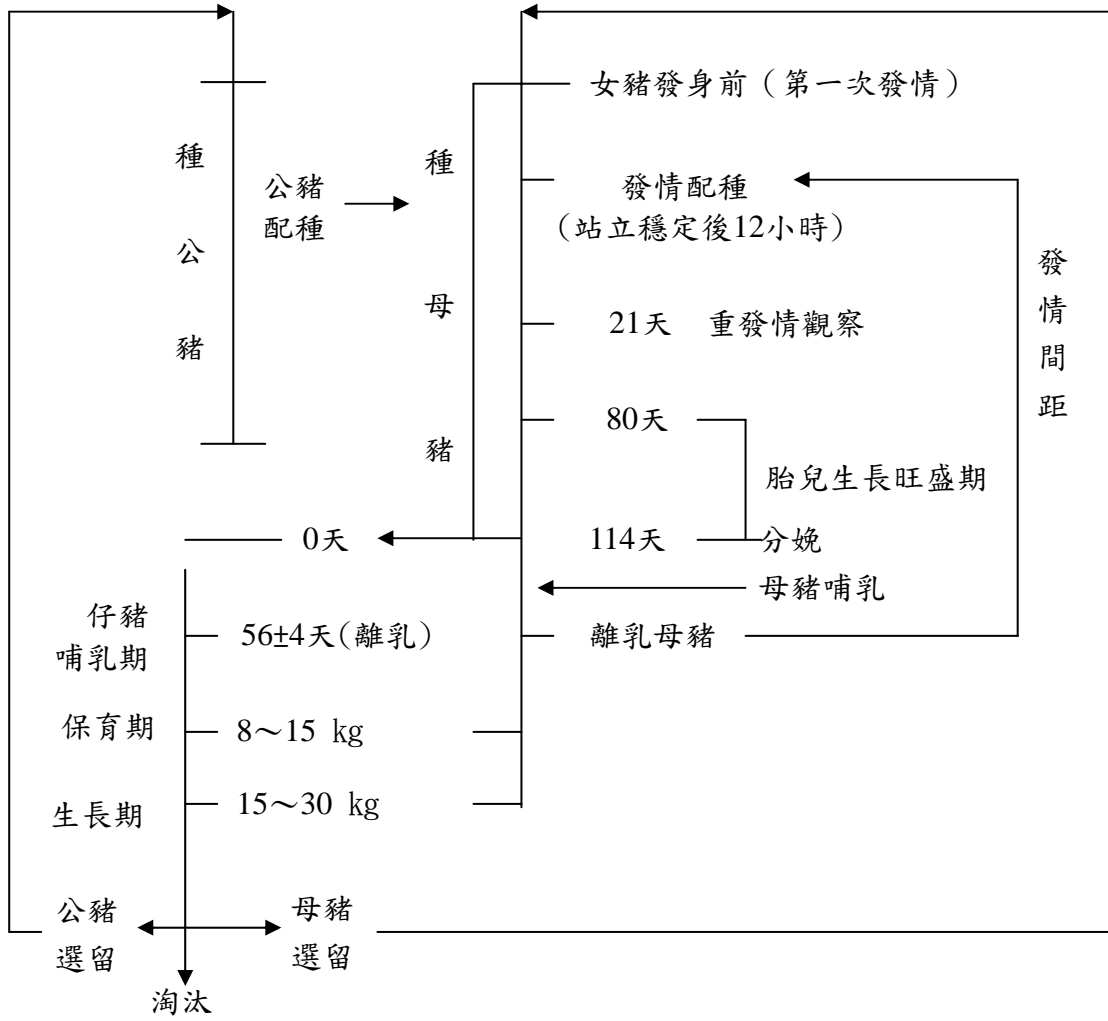 女豬發身前（第一次發情）
種公豬
公豬
配種
種母豬
發情配種
（站立穩定後12小時）
發情間距
21天 重發情觀察
80天
胎兒生長旺盛期
0天
114天
分娩
母豬哺乳
仔豬
哺乳期
56±4天（離乳）
離乳母豬
保育期
8～15 kg
生長期
15～30 kg
公豬
選留
母豬
選留
淘汰